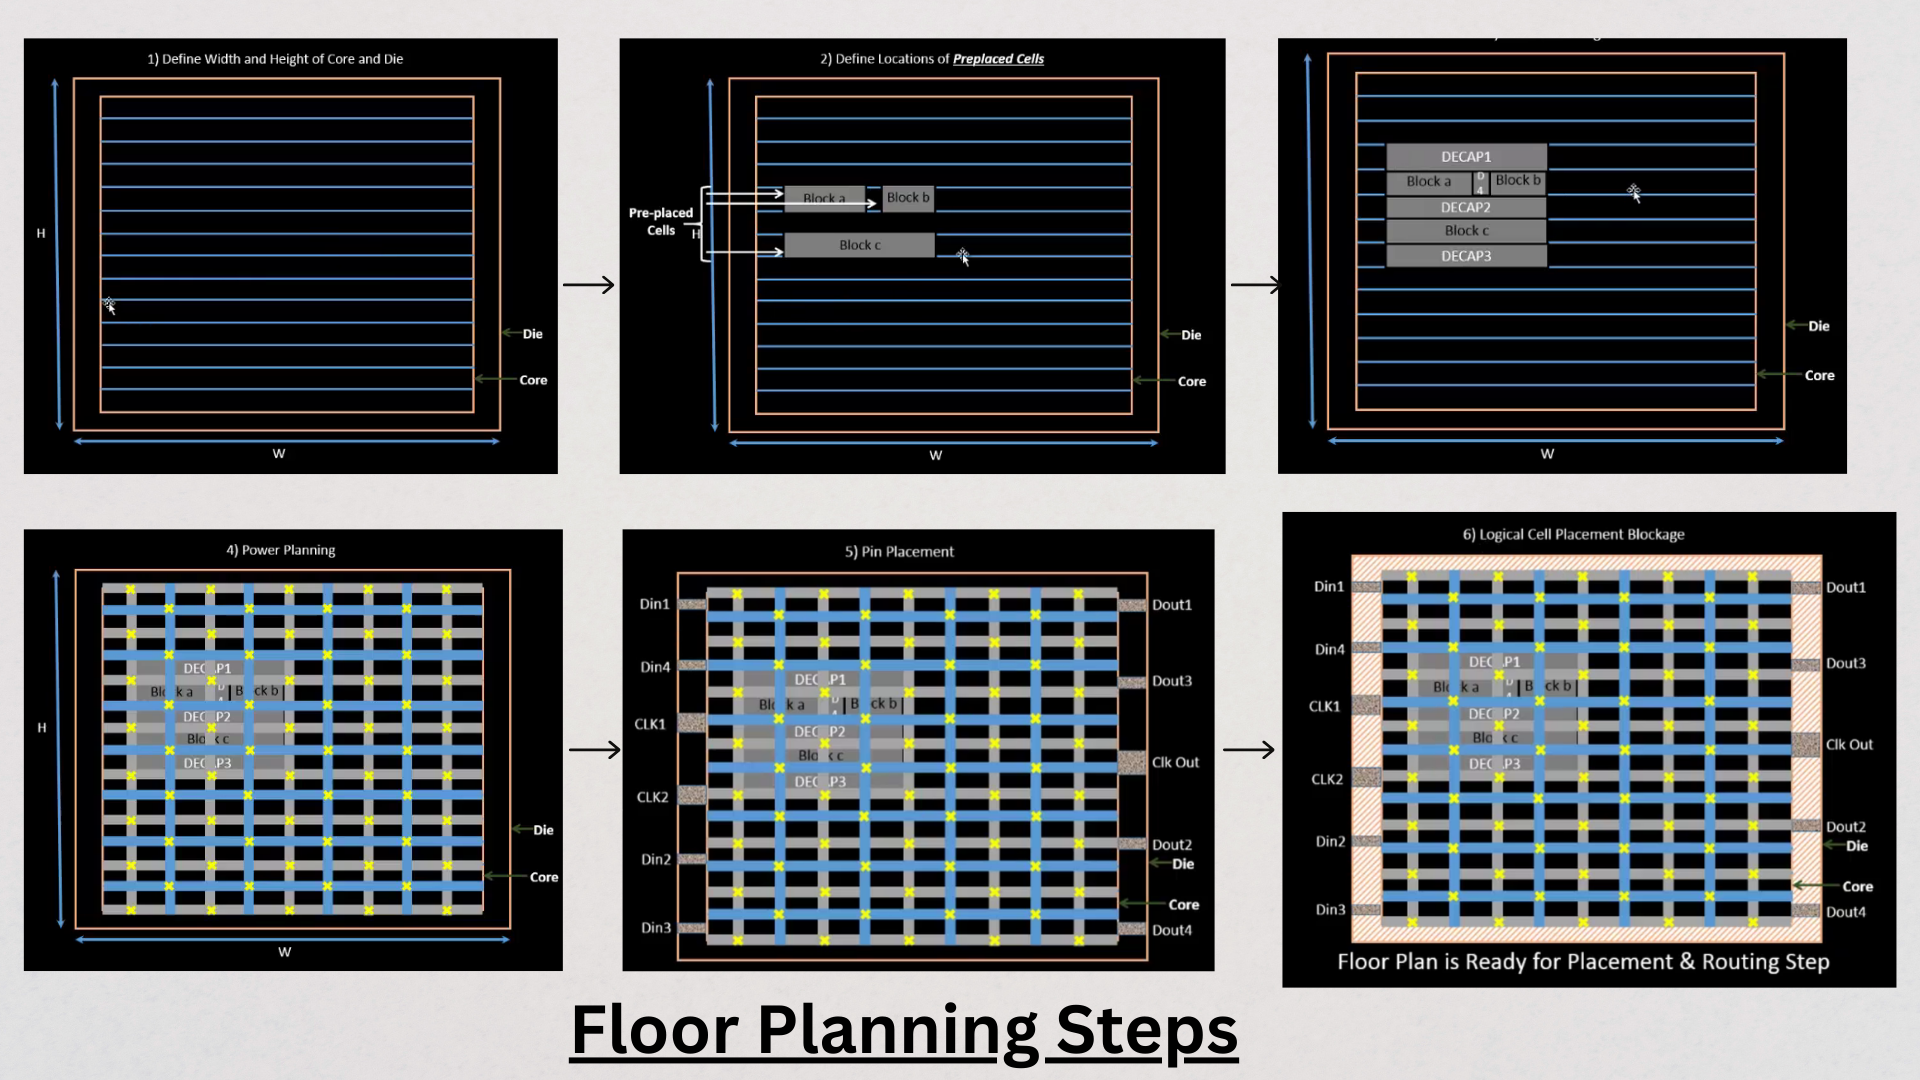 1) Define Width and Height of Core and Die
H
Die
Core
W
2) Define Locations of Preplaced Cells
Pre-placed
Cells
H
Block a
Block b
Block c
Die
Core
W
DECAP1
Block a
D
4
Block b
DECAP2
Block c
DECAP3
Die
Core
W
4) Power Planning
H
DEC P1
Block a
B ck b
DEC P2
Blo c
DEC P3
Die
Core
W
5) Pin Placement
Din1
Din4
CLK1
CLK2
Din2
Din3
DEC P1
Block a
D
B ck b
DEC P2
Blo c
DEC P3
Dout1
Dout3
Clk Out
Dout2
Die
Core
Dout4
6) Logical Cell Placement Blockage
Din1
Din4
CLK1
CLK2
Din2
Din3
DEC P1
Block a
D
B ck b
DEC P2
Bloc c
DEC P3
Dout1
Dout3
Clk Out
Dout2
Die
Core
Dout4
Floor Plan is Ready for Placement & Routing Step
Floor Planning Steps